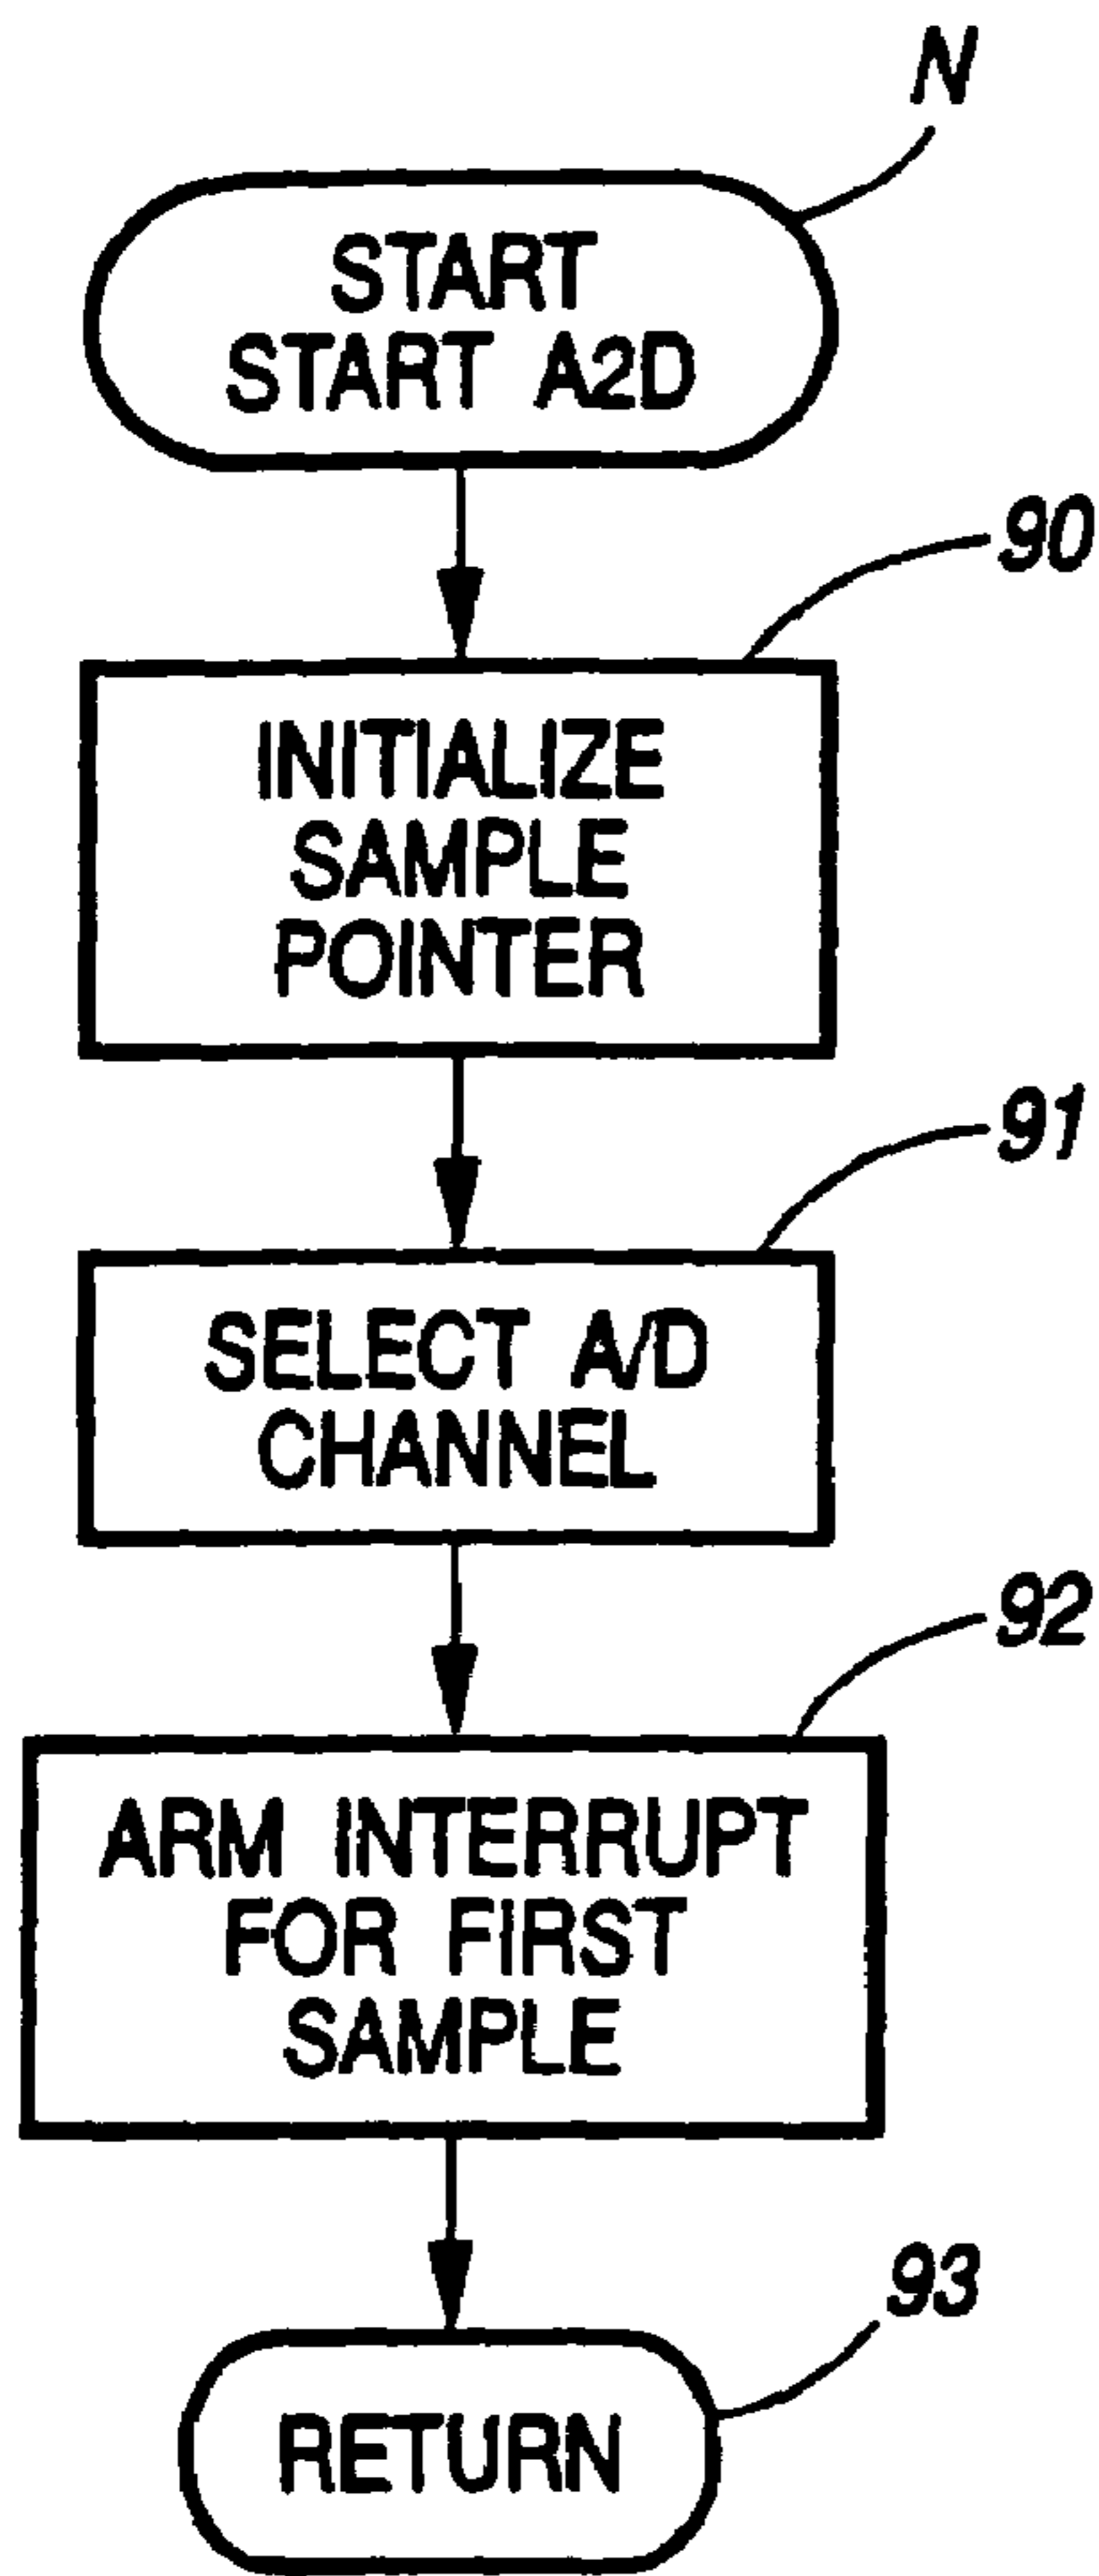 N
START
START A2D
90
INITIALIZE
SAMPLE
POINTER
91
SELECT A/D
CHANNEL
92
ARM INTERRUPT
FOR FIRST
SAMPLE
93
RETURN